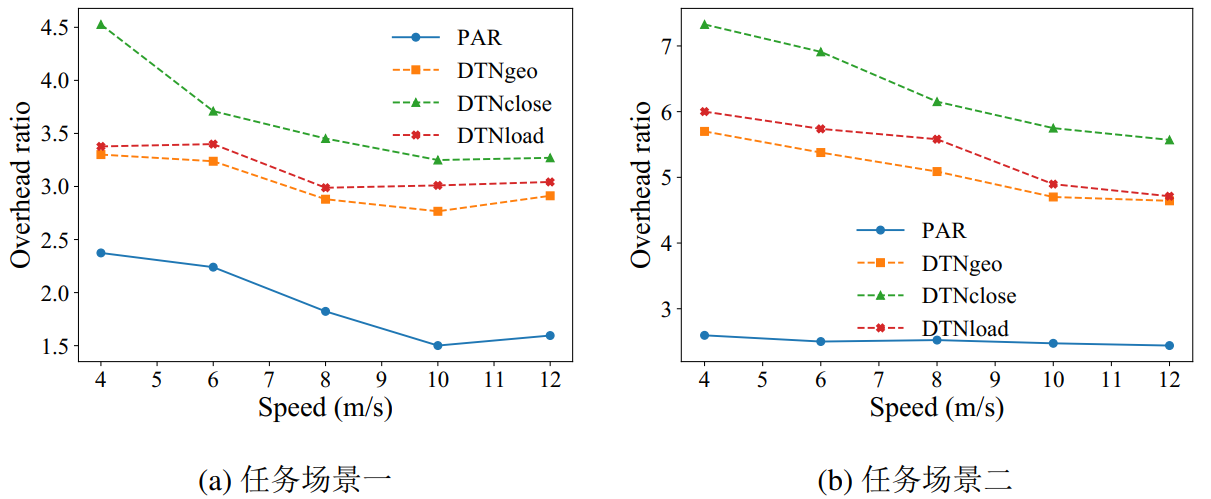 4.5
4.0
3.5
3.0
2.5
2.0
1.5
Overhead ratio
PAR
DTNgeo
DTNclose
DTNload
4 5 6 7 8 9 10 11 12
Speed (m/s)
(a) 任务场景一
7
6
5
4
3
Overhead ratio
PAR
DTNgeo
DTNclose
DTNload
4 5 6 7 8 9 10 11 12
Speed (m/s)
(b) 任务场景二